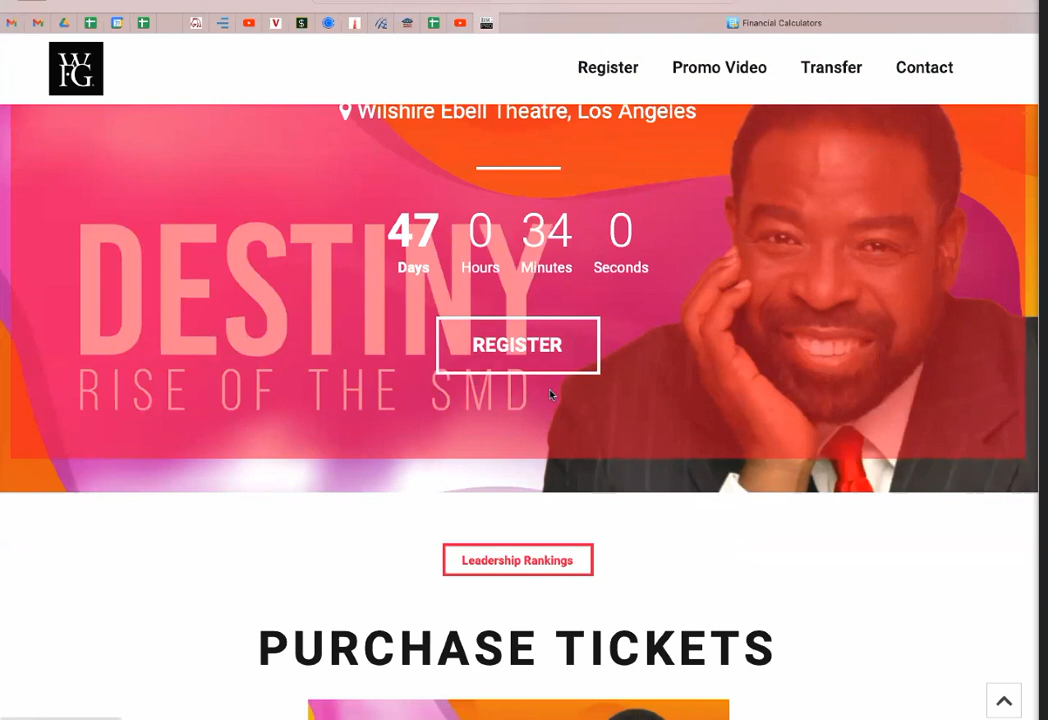 Financial Calculators
WFG
Register Promo Video Transfer Contact
Wilshire Ebell Theatre, Los Angeles
47 0 34 0
Days Hours Minutes Seconds
DESTINY
REGISTER
RISE OF THE SMD
Leadership Rankings
PURCHASE TICKETS